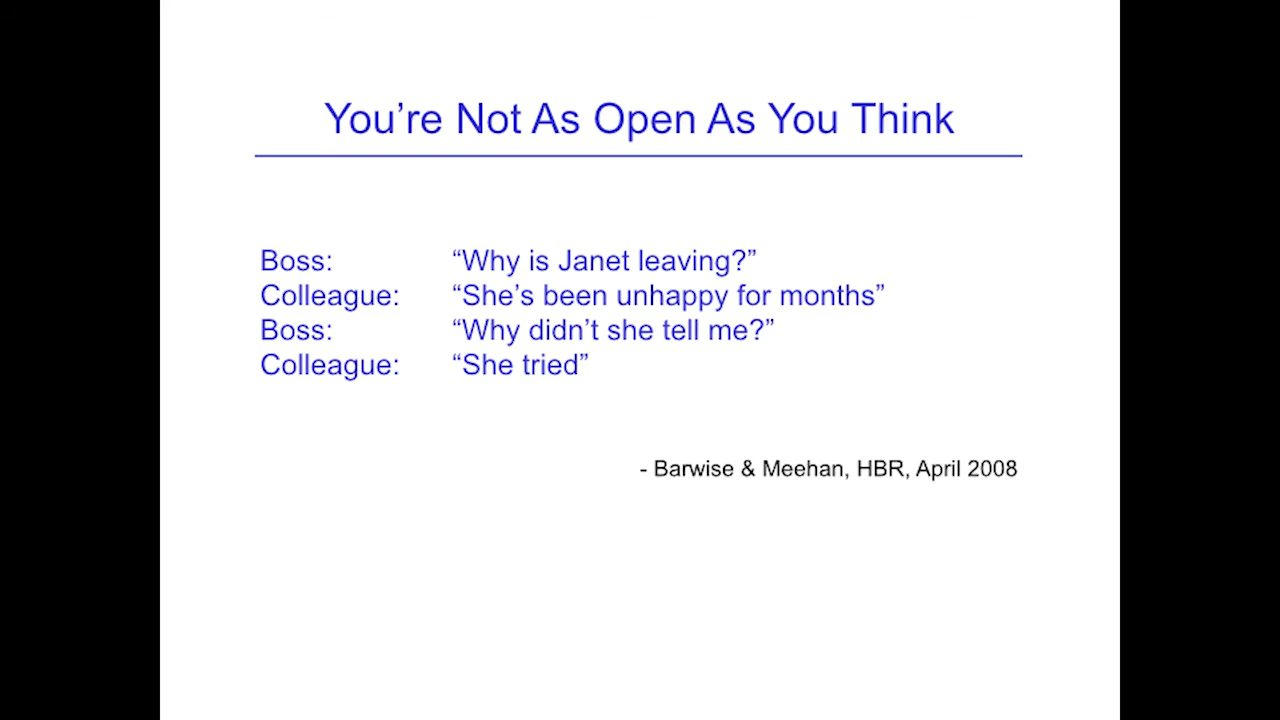 You’re Not As Open As You Think
Boss: “Why is Janet leaving?”
Colleague: “She’s been unhappy for months”
Boss: “Why didn’t she tell me?”
Colleague: “She tried”
- Barwise & Meehan, HBR, April 2008